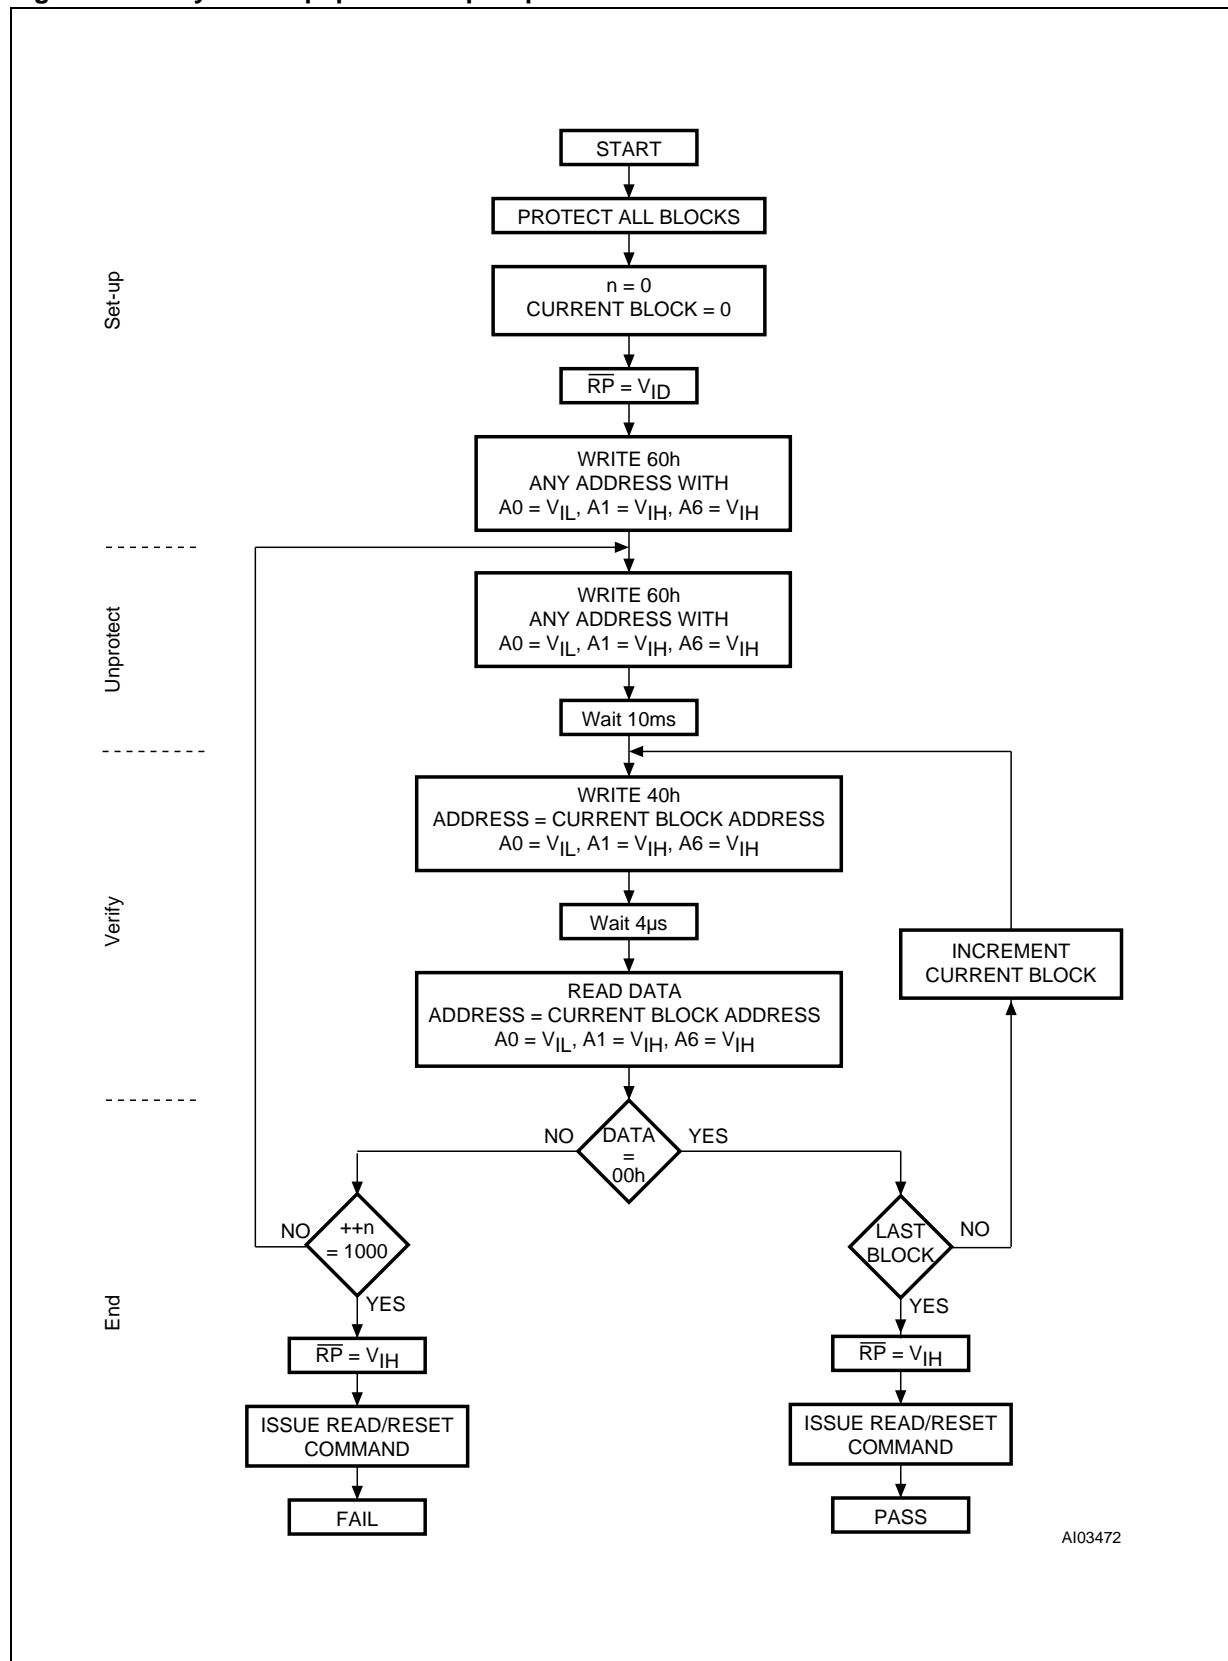 START
PROTECT ALL BLOCKS
Set-up
n = 0
CURRENT BLOCK = 0
RP = VID
WRITE 60h
ANY ADDRESS WITH
A0 = VIL, A1 = VIH, A6 = VIH
Unprotect
WRITE 60h
ANY ADDRESS WITH
A0 = VIL, A1 = VIH, A6 = VIH
Wait 10ms
Verify
WRITE 40h
ADDRESS = CURRENT BLOCK ADDRESS
A0 = VIL, A1 = VIH, A6 = VIH
Wait 4µs
INCREMENT
CURRENT BLOCK
READ DATA
ADDRESS = CURRENT BLOCK ADDRESS
A0 = VIL, A1 = VIH, A6 = VIH
NO
DATA
=
00h
YES
End
NO
++n
= 1000
YES
LAST
BLOCK
NO
YES
RP = VIH
RP = VIH
ISSUE READ/RESET
COMMAND
ISSUE READ/RESET
COMMAND
FAIL
PASS
AI03472